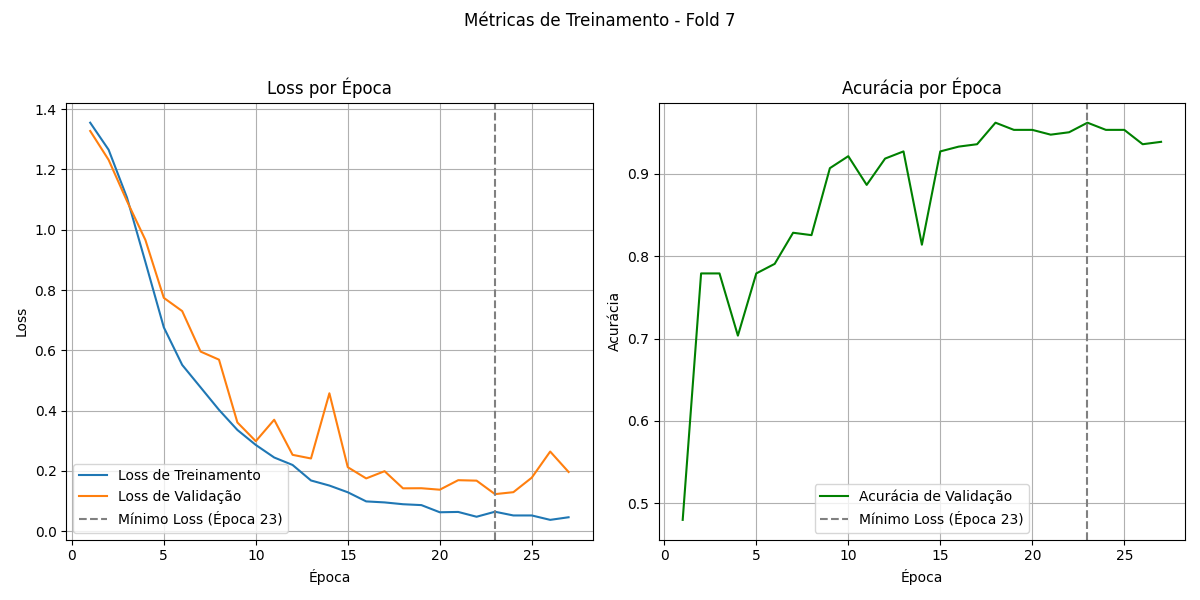 Métricas de Treinamento - Fold 7
Loss por Época
1.4
1.2
1.0
0.8
0.6
0.4
0.2
0.0
Loss
Loss de Treinamento
Loss de Validação
Mínimo Loss (Época 23)
0 5 10 15 20 25
Época
Acurácia por Época
0.9
0.8
0.7
0.6
0.5
Acurácia
Acurácia de Validação
Mínimo Loss (Época 23)
0 5 10 15 20 25
Época